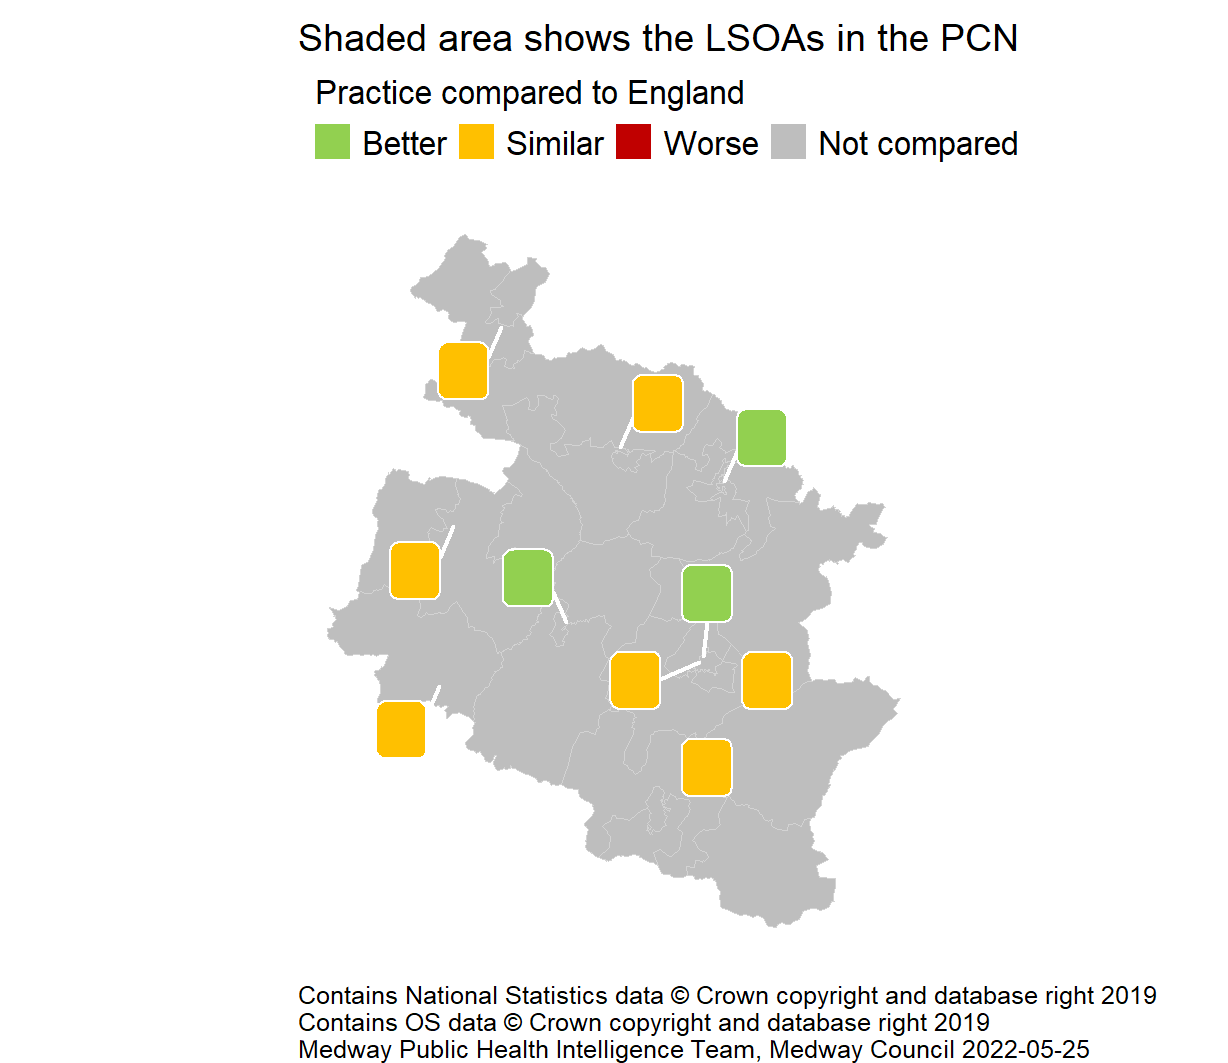 Shaded area shows the LSOAs in the PCN
Practice compared to England
Better Similar Worse Not compared
Contains National Statistics data © Crown copyright and database right 2019
Contains OS data © Crown copyright and database right 2019
Medway Public Health Intelligence Team, Medway Council 2022-05-25